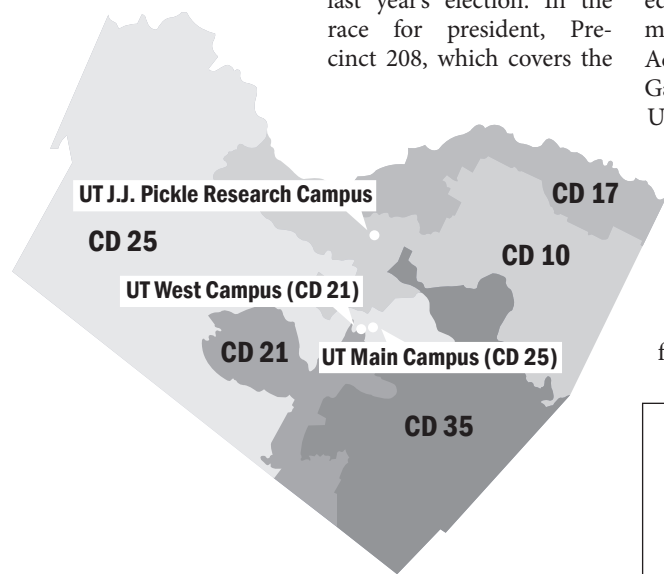 last year's election. In the
race for president, Pre-
cinct 208, which covers the
UT J.J. Pickle Research Campus
CD 17
CD 25
CD 10
UT West Campus (CD 21)
CD 21
UT Main Campus (CD 25)
CD 35